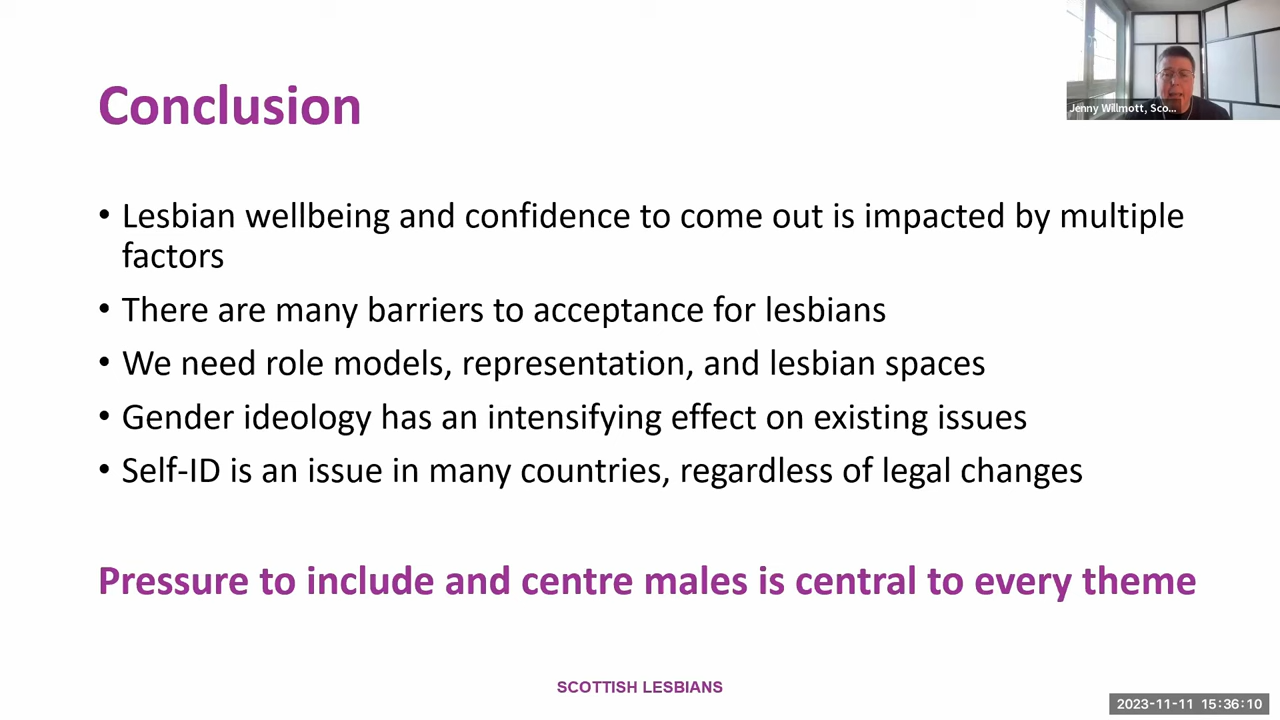 Conclusion
Jenny Willmott, Sco...
• Lesbian wellbeing and confidence to come out is impacted by multiple
factors
• There are many barriers to acceptance for lesbians
• We need role models, representation, and lesbian spaces
• Gender ideology has an intensifying effect on existing issues
• Self-ID is an issue in many countries, regardless of legal changes
Pressure to include and centre males is central to every theme
SCOTTISH LESBIANS
2023-11-11 15:36:10